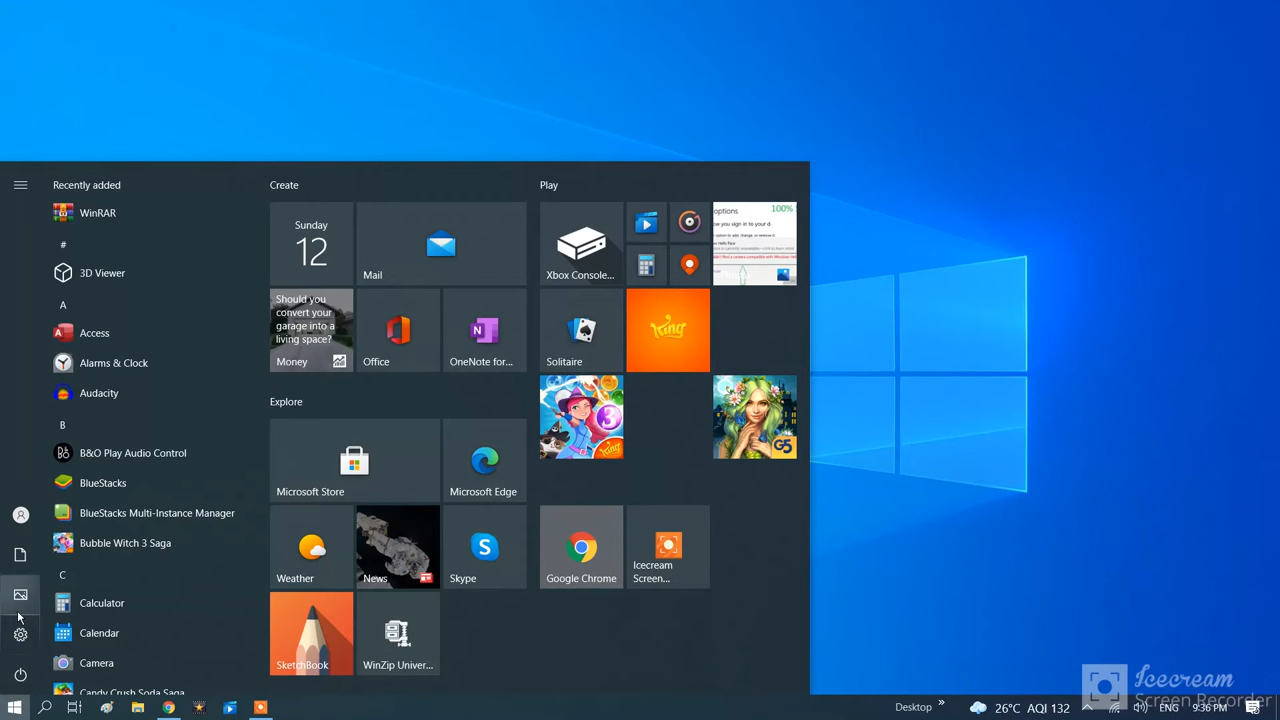 Recently added
WinRAR
#
3D Viewer
A
Access
Alarms & Clock
Audacity
B
B&O Play Audio Control
BlueStacks
BlueStacks Multi-Instance Manager
Bubble Witch 3 Saga
C
Calculator
Calendar
Camera
Candy Crush Soda Saga
Create
Sunday
12
Mail
Should you
convert your
garage into a
living space?
Money
Office
OneNote for...
Explore
Microsoft Store
Microsoft Edge
Weather
News
Skype
SketchBook
WinZip Univer...
Play
Xbox Console...
options.
100%
Solitaire
King
3
King
G5
Google Chrome
Icecream
Screen...
Icecream
Screen Recorder
Desktop
»
26°C AQI 132
ENG
9:36 PM